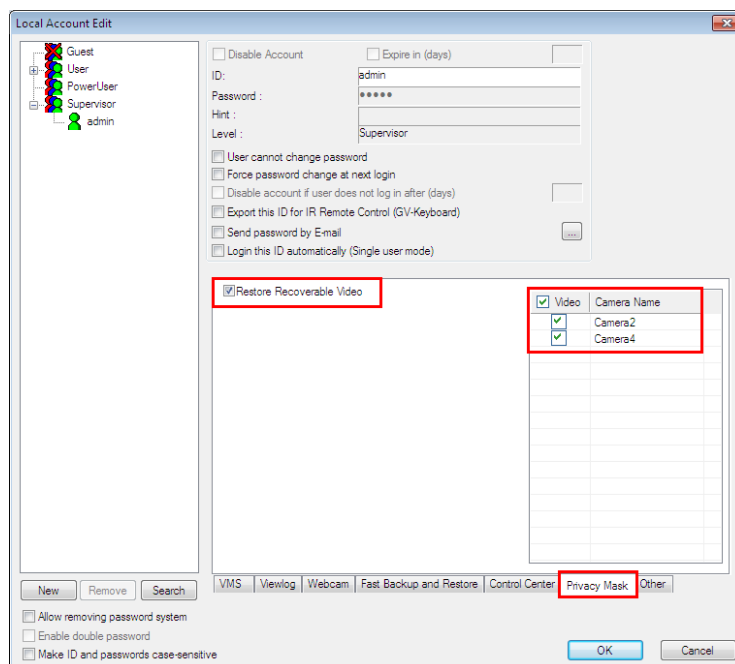 Local Account Edit
Guest
User
PowerUser
Supervisor
admin
Disable Account
Expire in (days)
ID:
admin
Password :
●●●●●
Hint :
Level :
Supervisor
User cannot change password
Force password change at next login
Disable account if user does not log in after (days)
Export this ID for IR Remote Control (GV-Keyboard)
Send password by E-mail
...
Login this ID automatically (Single user mode)
Restore Recoverable Video
Video Camera Name
Camera2
Camera4
VMS Viewlog Webcam Fast Backup and Restore Control Center Privacy Mask Other
New Remove Search
Allow removing password system
Enable double password
Make ID and passwords case-sensitive
OK Cancel